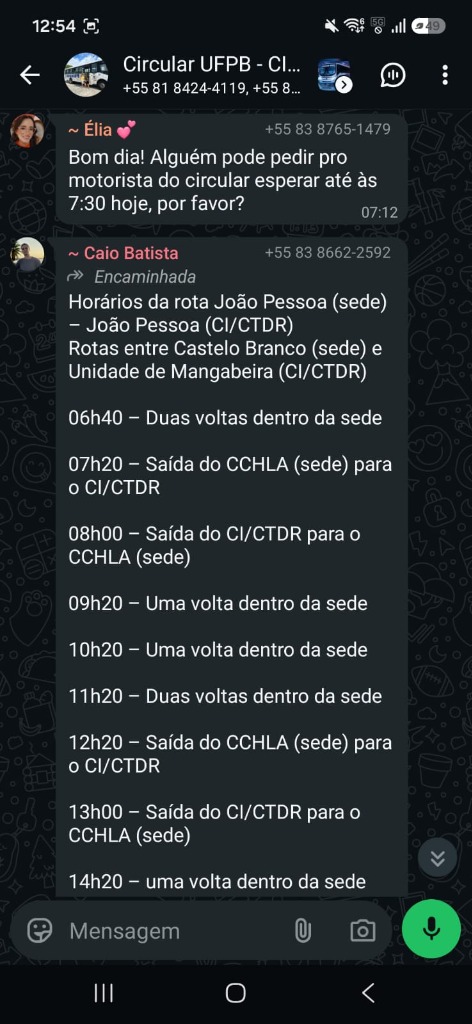 12:54
5G
49
Circular UFPB - CI...
+55 81 8424-4119, +55 8...
~ Élia 💕 +55 83 8765-1479
Bom dia! Alguém pode pedir pro
motorista do circular esperar até às
7:30 hoje, por favor?
07:12
~ Caio Batista +55 83 8662-2592
Encaminhada
Horários da rota João Pessoa (sede)
– João Pessoa (CI/CTDR)
Rotas entre Castelo Branco (sede) e
Unidade de Mangabeira (CI/CTDR)
06h40 – Duas voltas dentro da sede
07h20 – Saída do CCHLA (sede) para
o CI/CTDR
08h00 – Saída do CI/CTDR para o
CCHLA (sede)
09h20 – Uma volta dentro da sede
10h20 – Uma volta dentro da sede
11h20 – Duas voltas dentro da sede
12h20 – Saída do CCHLA (sede) para
o CI/CTDR
13h00 – Saída do CI/CTDR para o
CCHLA (sede)
14h20 – uma volta dentro da sede
Mensagem